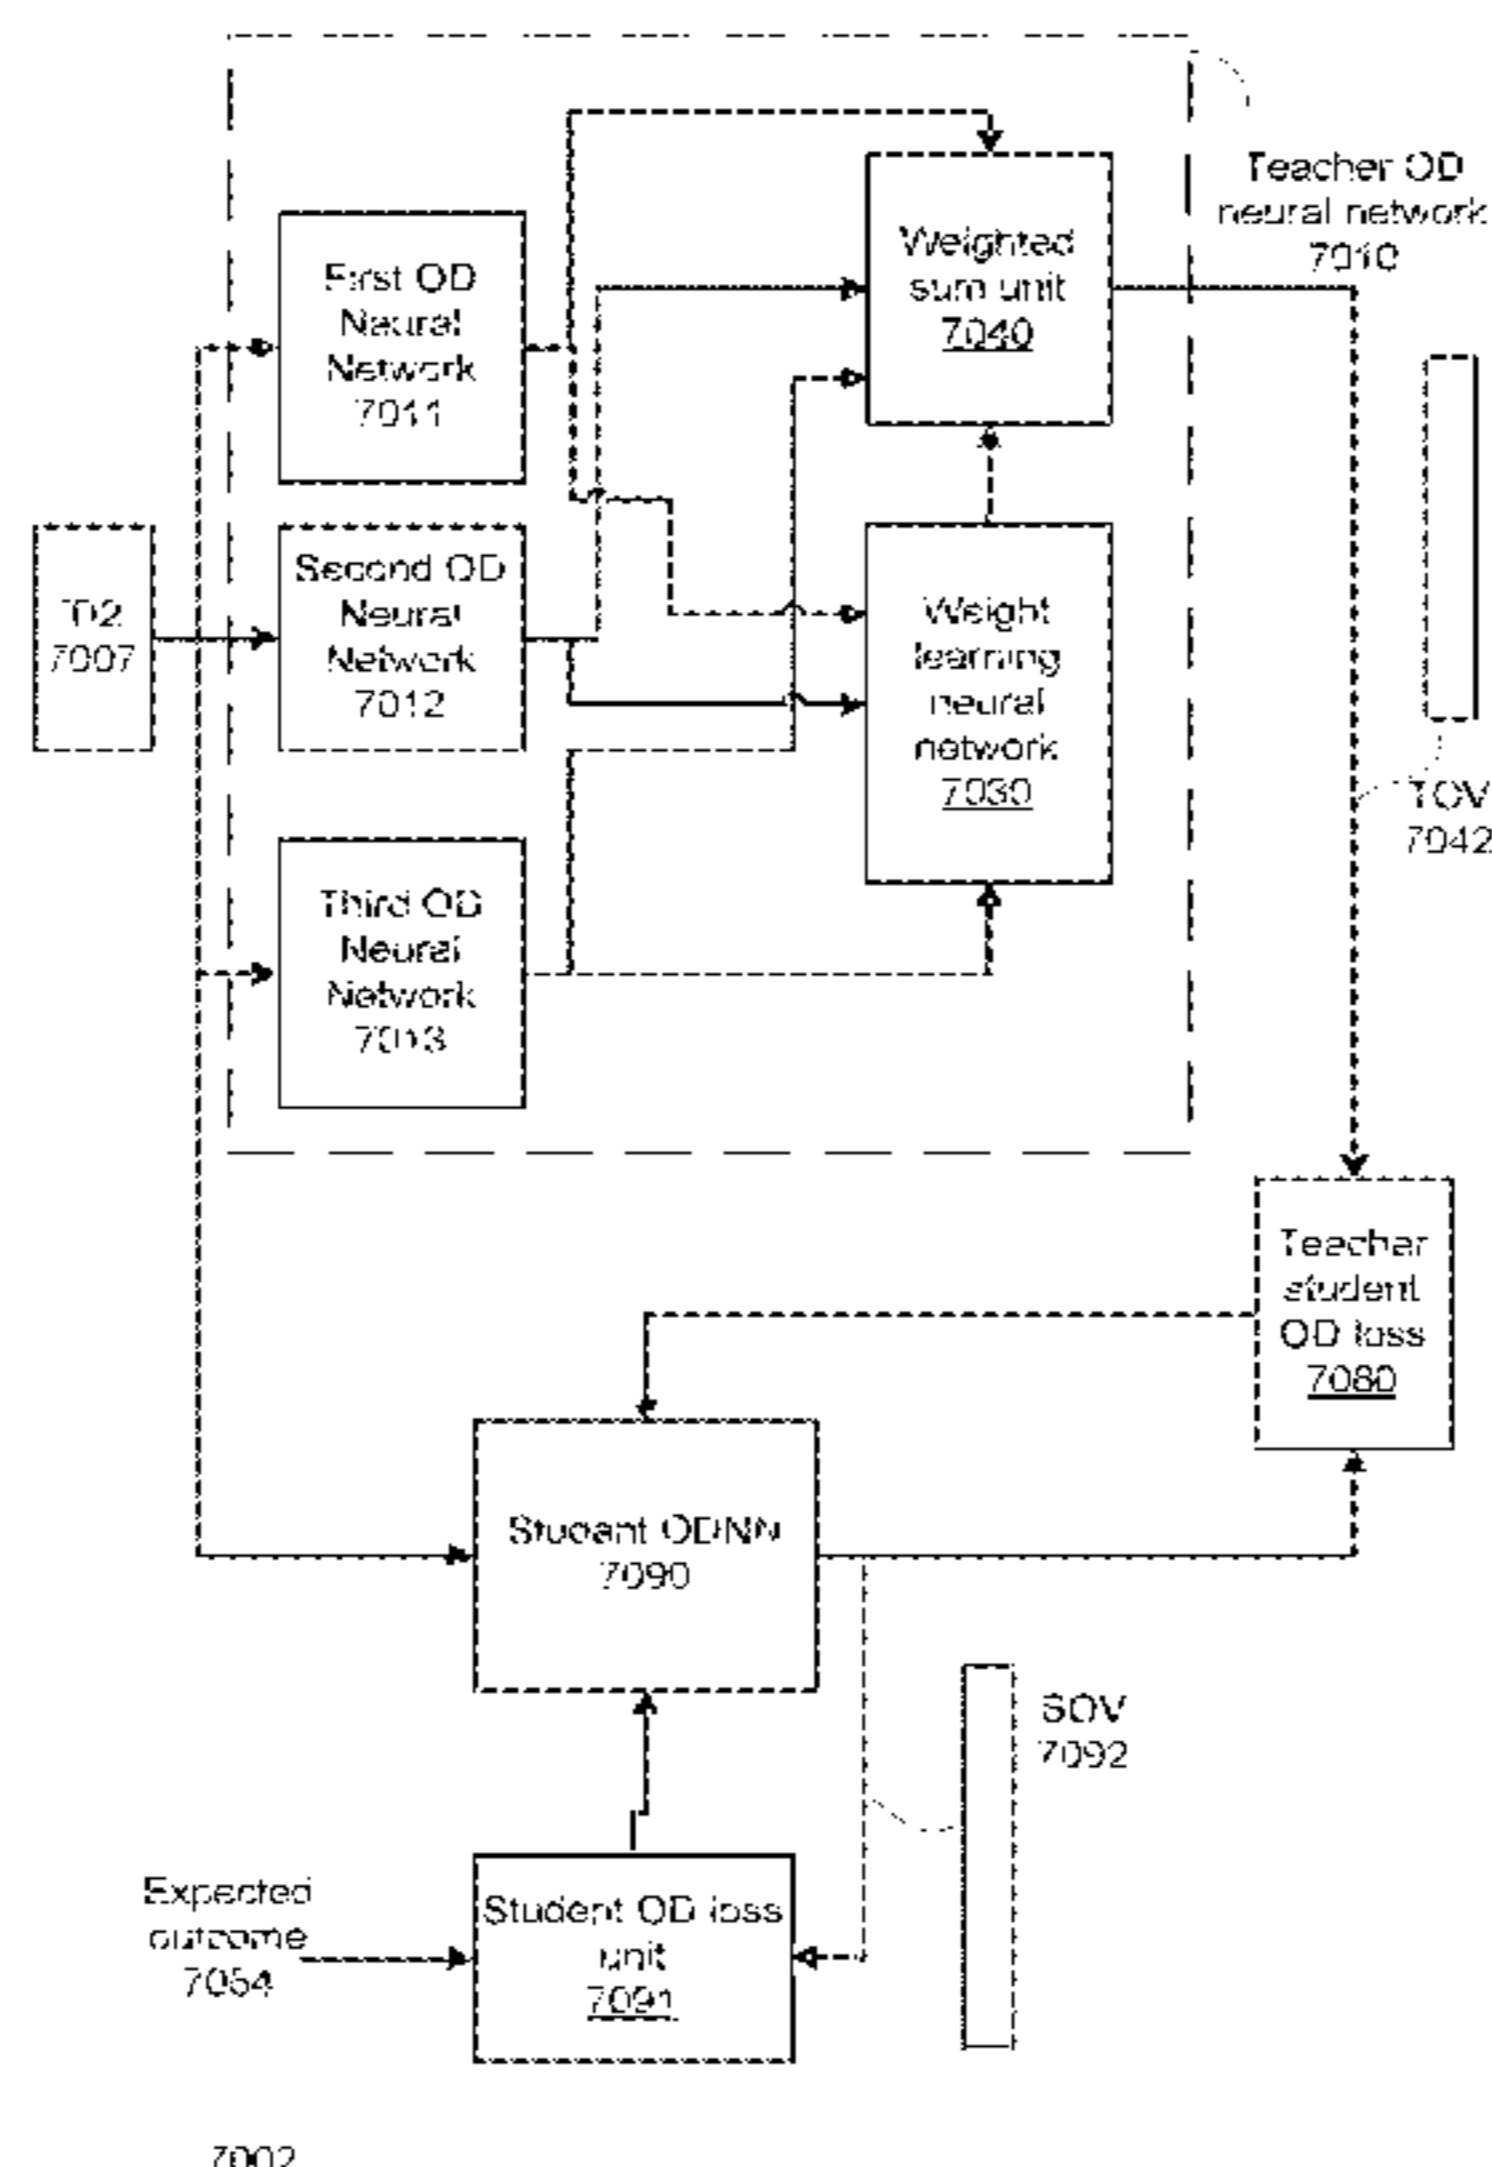 Teacher OD
neural network
7010
First OD
Neural
Network
7011
Weighted
sum unit
7040
TD2
7007
Second OD
Neural
Network
7012
Weight
learning
neural
network
7030
TOV
7042
Third OD
Neural
Network
7013
Teacher
student
OD loss
7080
Student ODNN
7090
SOV
7092
Expected
outcome
7054
Student OD loss
unit
7091
7002